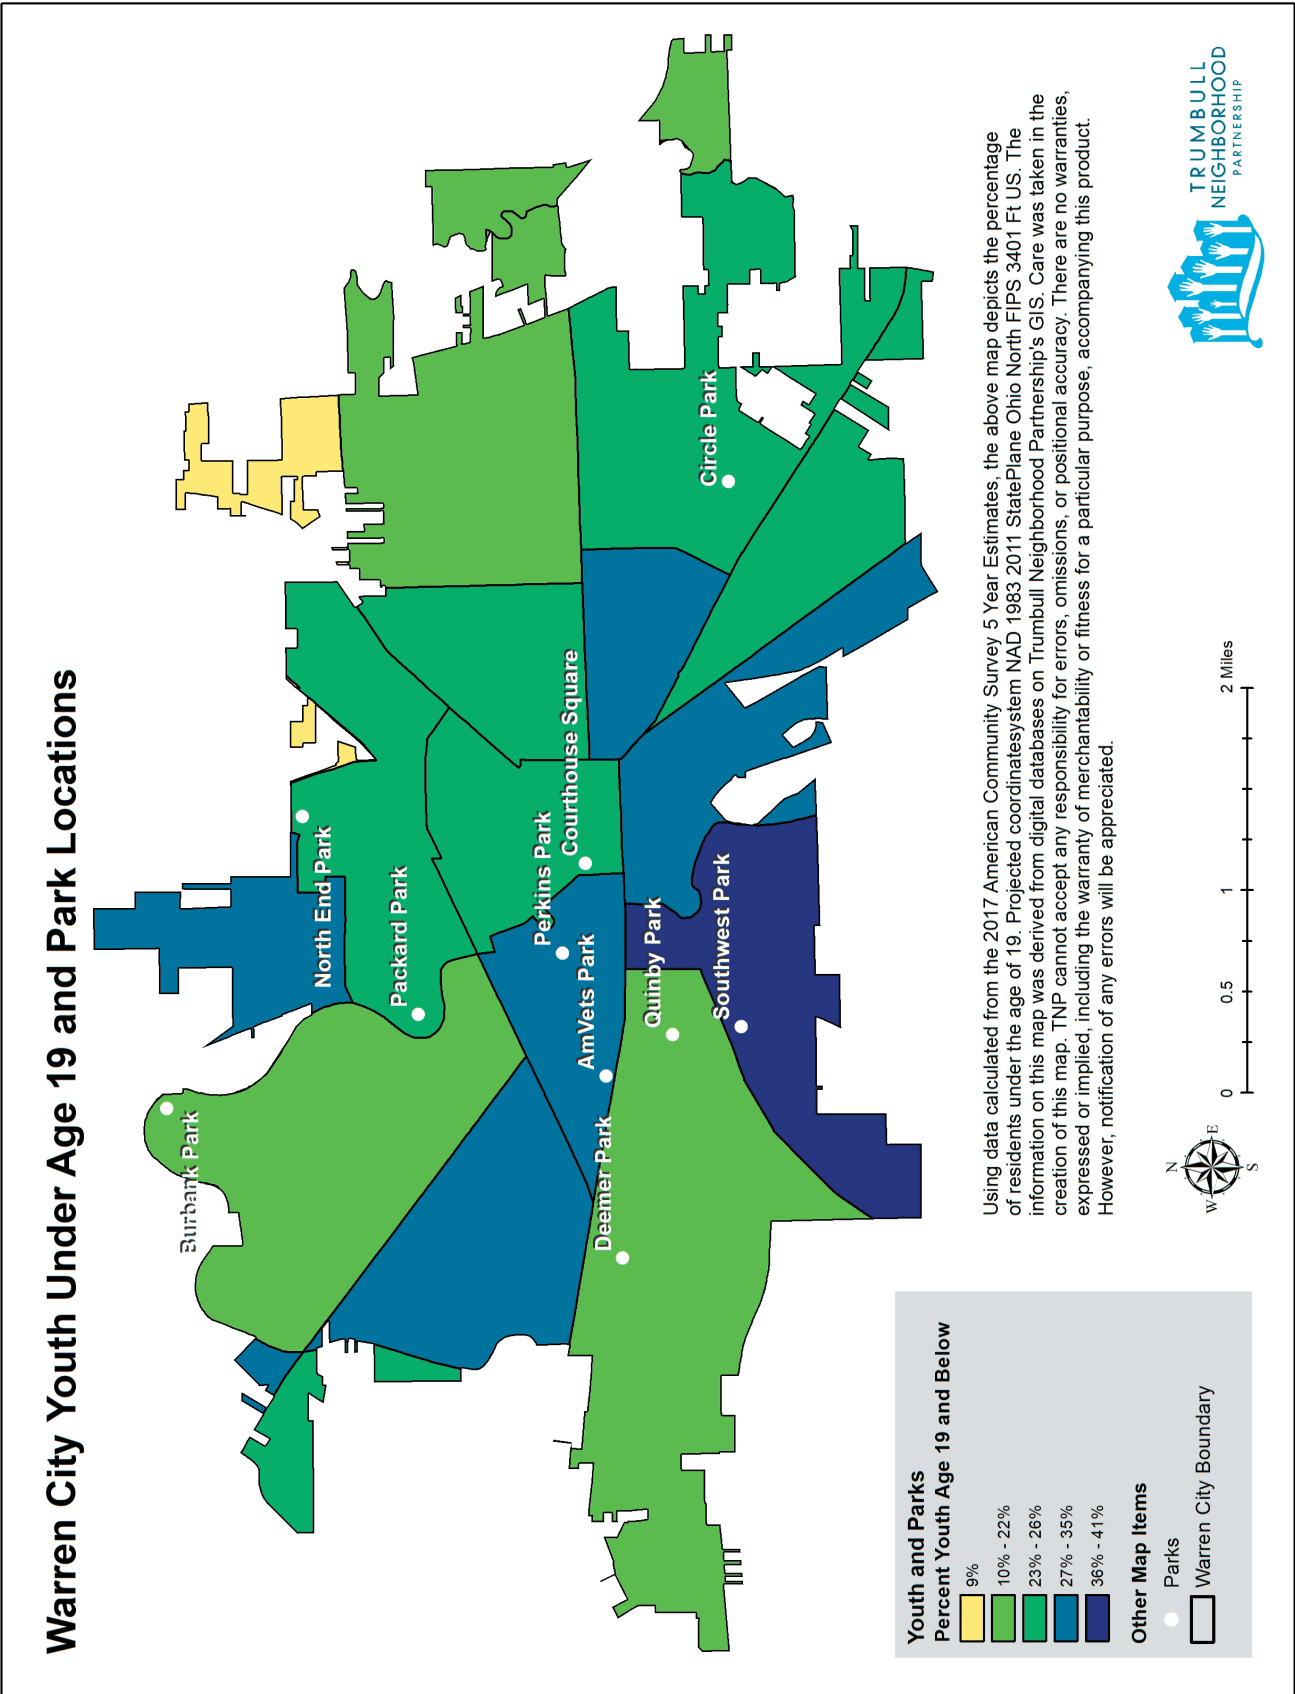 Warren City Youth Under Age 19 and Park Locations
Burbank Park
North End Park
Packard Park
Perkins Park
Courthouse Square
AmVets Park
Deemer Park
Quinby Park
Southwest Park
Circle Park
Youth and Parks
Percent Youth Age 19 and Below
9%
10% - 22%
23% - 26%
27% - 35%
36% - 41%
Other Map Items
Parks
Warren City Boundary
Using data calculated from the 2017 American Community Survey 5 Year Estimates, the above map depicts the percentage
of residents under the age of 19. Projected coordinatesystem NAD 1983 2011 StatePlane Ohio North FIPS 3401 Ft US. The
information on this map was derived from digital databases on Trumbull Neighborhood Partnership's GIS. Care was taken in the
creation of this map. TNP cannot accept any responsibility for errors, omissions, or positional accuracy. There are no warranties,
expressed or implied, including the warranty of merchantability or fitness for a particular purpose, accompanying this product.
However, notification of any errors will be appreciated.
N
W
E
S
0 0.5 1 2 Miles
TRUMBULL
NEIGHBORHOOD
PARTNERSHIP